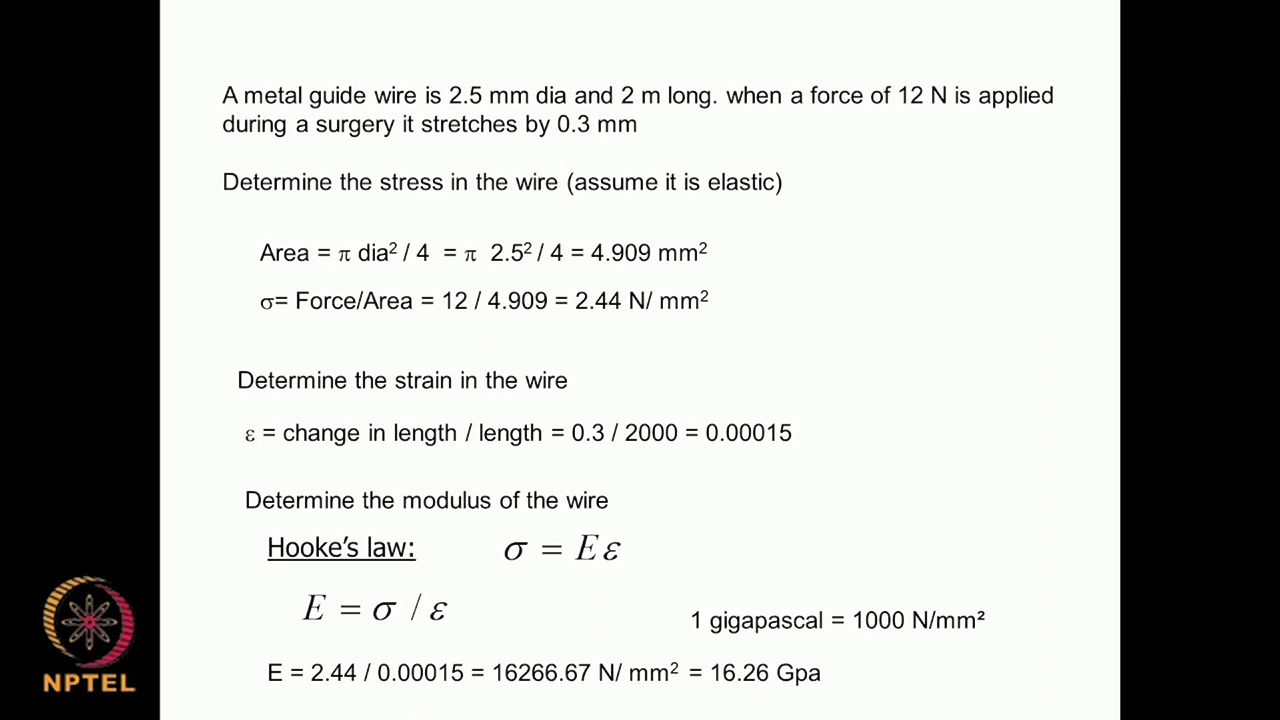 A metal guide wire is 2.5 mm dia and 2 m long. when a force of 12 N is applied
during a surgery it stretches by 0.3 mm
Determine the stress in the wire (assume it is elastic)
Area = π dia² / 4 = π 2.5² / 4 = 4.909 mm²
σ= Force/Area = 12 / 4.909 = 2.44 N/ mm²
Determine the strain in the wire
ε = change in length / length = 0.3 / 2000 = 0.00015
Determine the modulus of the wire
Hooke's law: σ = Eε
E = σ / ε
1 gigapascal = 1000 N/mm²
E = 2.44 / 0.00015 = 16266.67 N/ mm² = 16.26 Gpa
NPTEL